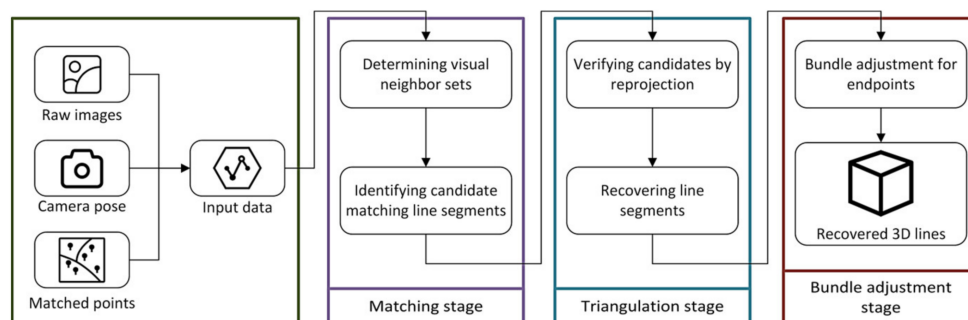 Raw images
Camera pose
Matched points
Input data
Determining visual
neighbor sets
Identifying candidate
matching line segments
Matching stage
Verifying candidates by
reprojection
Recovering line
segments
Triangulation stage
Bundle adjustment for
endpoints
Recovered 3D lines
Bundle adjustment
stage